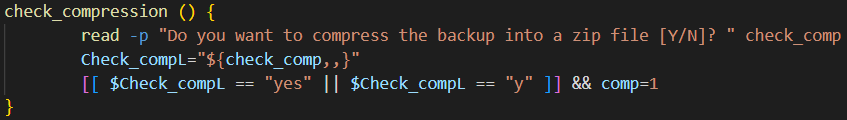 check_compression () {
read -p "Do you want to compress the backup into a zip file [Y/N]? " check_comp
Check_compL="${check_comp,,}"
[[ $Check_compL == "yes" || $Check_compL == "y" ]] && comp=1
}